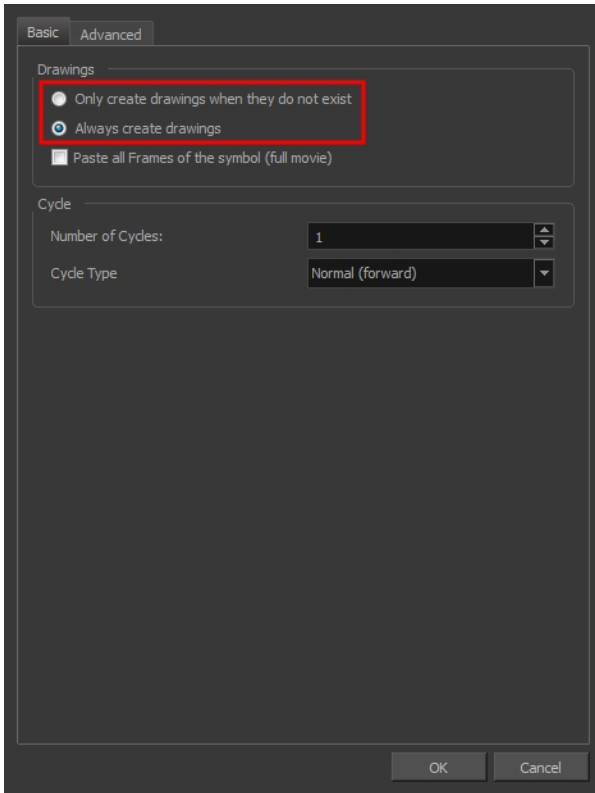 Basic
Advanced
Drawings
Only create drawings when they do not exist
Always create drawings
Paste all Frames of the symbol (full movie)
Cycle
Number of Cycles: 1
Cycle Type Normal (forward)
OK Cancel